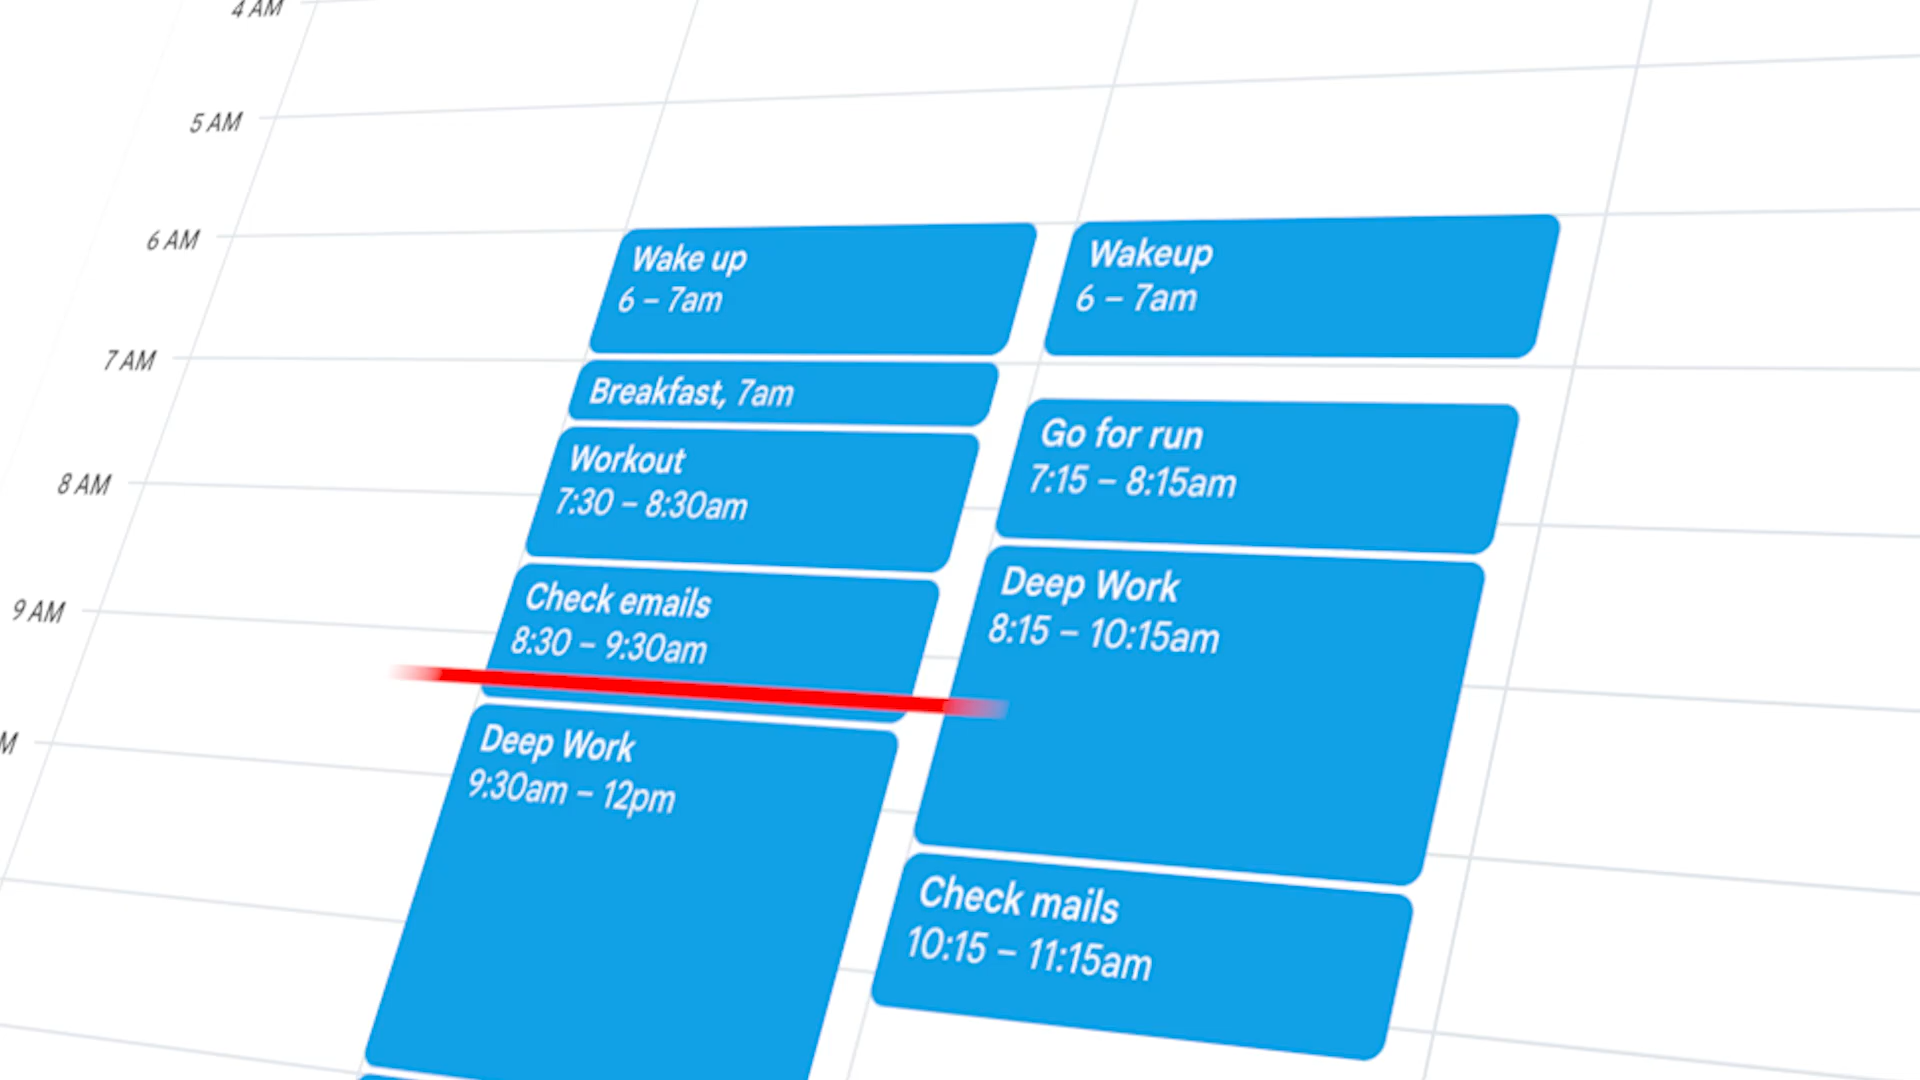 4 AM
5 AM
6 AM
7 AM
8 AM
9 AM
M
Wake up
6 – 7am
Breakfast, 7am
Workout
7:30 – 8:30am
Check emails
8:30 – 9:30am
Deep Work
9:30am – 12pm
Wakeup
6 – 7am
Go for run
7:15 – 8:15am
Deep Work
8:15 – 10:15am
Check mails
10:15 – 11:15am